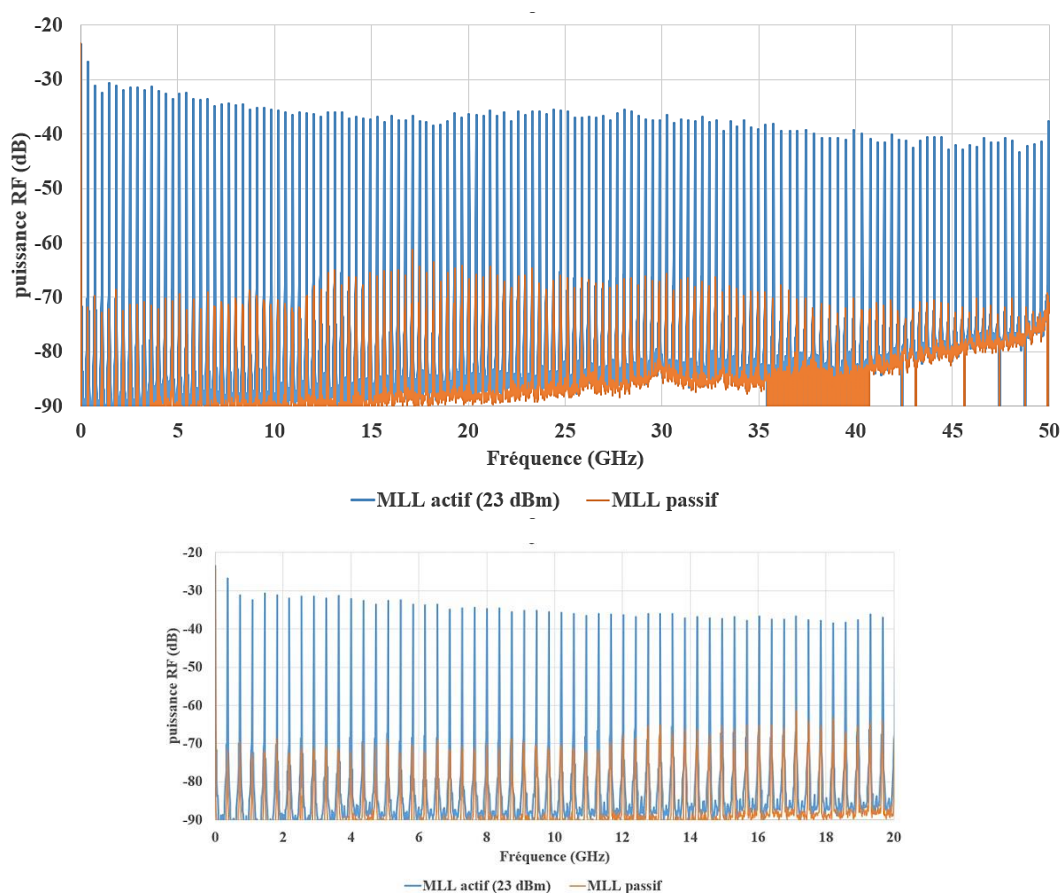 -20
-30
-40
-50
-60
-70
-80
-90
puissance RF (dB)
0 5 10 15 20 25 30 35 40 45 50
Fréquence (GHz)
MLL actif (23 dBm) MLL passif
-20
-30
-40
-50
-60
-70
-80
-90
puissance RF (dB)
0 2 4 6 8 10 12 14 16 18 20
Fréquence (GHz)
MLL actif (23 dBm) MLL passif